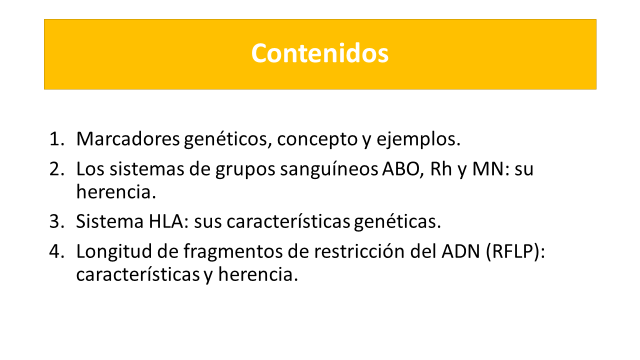 Contenidos
1. Marcadores genéticos, concepto y ejemplos.
2. Los sistemas de grupos sanguíneos ABO, Rh y MN: su
herencia.
3. Sistema HLA: sus características genéticas.
4. Longitud de fragmentos de restricción del ADN (RFLP):
características y herencia.